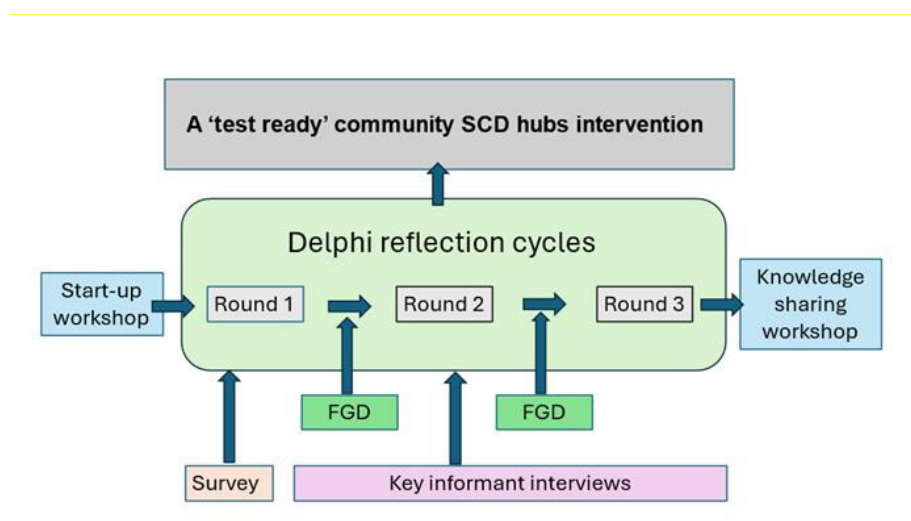 A ‘test ready’ community SCD hubs intervention
Delphi reflection cycles
Start-up
workshop
Round 1
Round 2
Round 3
Knowledge
sharing
workshop
FGD
FGD
Survey
Key informant interviews